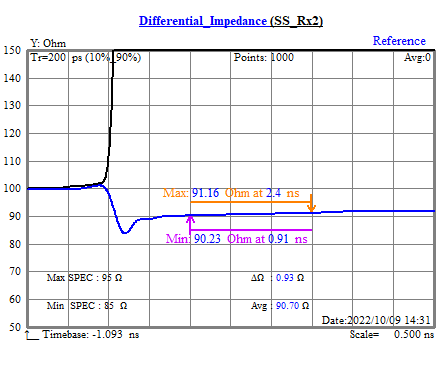 Differential_Impedance (SS_Rx2)
Y: Ohm Reference
Tr=200 ps (10%_90%) Points: 1000 Avg:0
150
140
130
120
110
100
90
80
70
60
50
Max: 91.16 Ohm at 2.4 ns
Min: 90.23 Ohm at 0.91 ns
Max SPEC : 95 Ω ΔΩ : 0.93 Ω
Min SPEC : 85 Ω Avg : 90.70 Ω
Date:2022/10/09 14:31
Timebase: -1.093 ns Scale= 0.500 ns